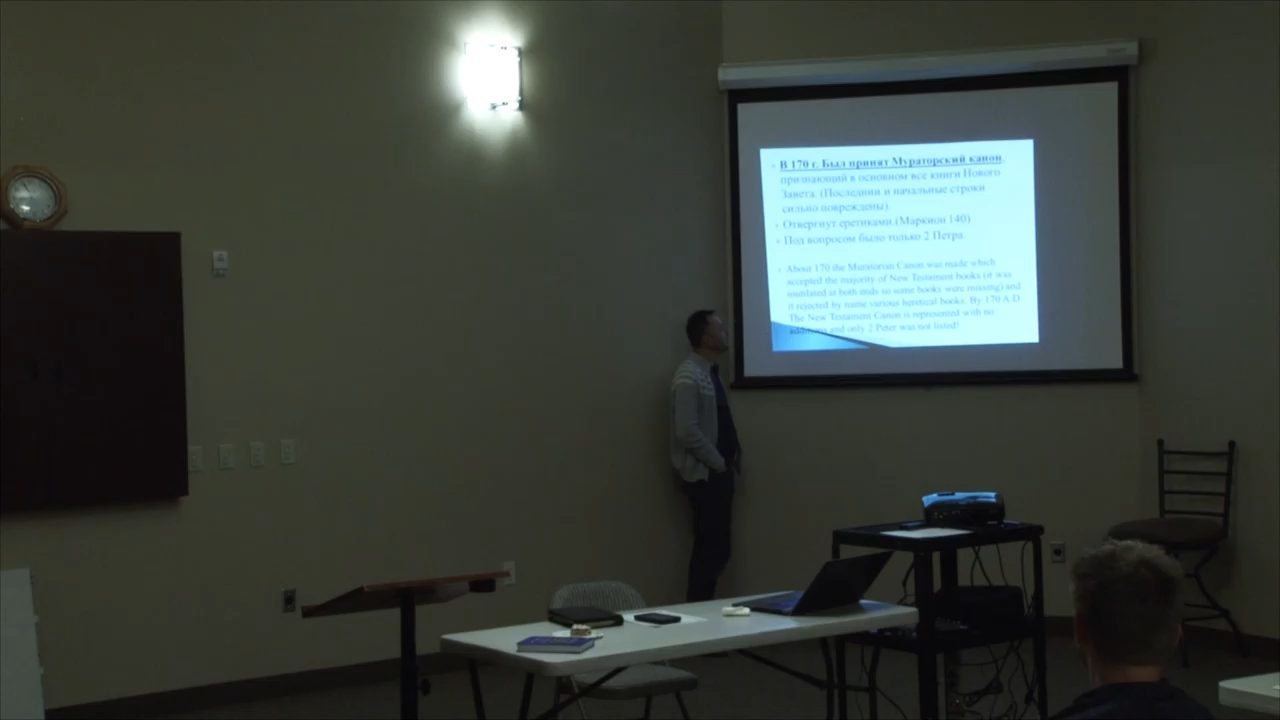 В 170 г. Был принят Мураторский канон,
признающий в основном все книги Нового
Завета. (Последнии и начальные строки
сильно повреждены).
Отвергнут еретиками.(Маркион 140)
Под вопросом было только 2 Петра.
About 170 the Muratorian Canon was made which
accepted the majority of New Testament books (it was
mutilated at both ends so some books were missing) and
it rejected by name various heretical books. By 170 A.D
The New Testament Canon is represented with no
and only 2 Peter was not listed!